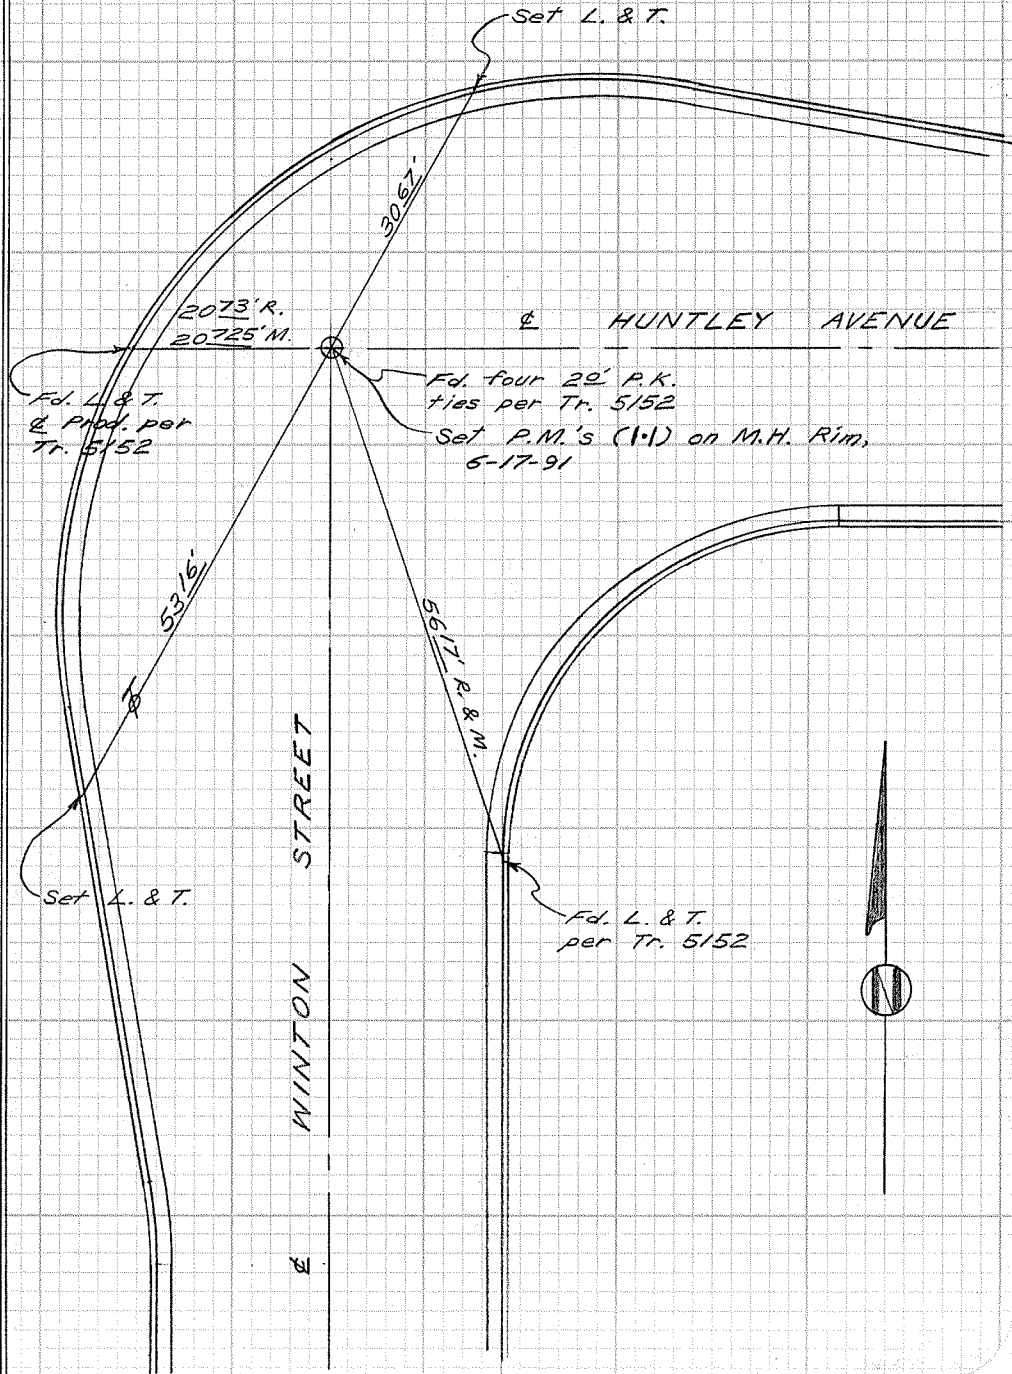 Set L. & T.
30.67'
20.73' R.
20.725' M.
℄ HUNTLEY AVENUE
Fd. L. & T.
℄ Prod. per
Tr. 5152
Fd. four 2.0' P.K.
ties per Tr. 5152
Set P.M.'s (1•1) on M.H. Rim,
6-17-91
53.16'
56.17' R. & M.
℄ WINTON STREET
Set L. & T.
Fd. L. & T.
per Tr. 5152
N